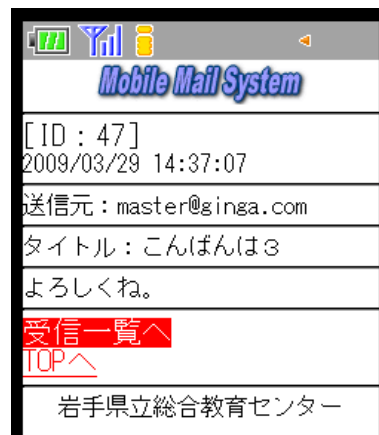 Mobile Mail System
[ID：47]
2009/03/29 14:37:07
送信元：master@ginga.com
タイトル：こんばんは３
よろしくね。
受信一覧へ
TOPへ
岩手県立総合教育センター